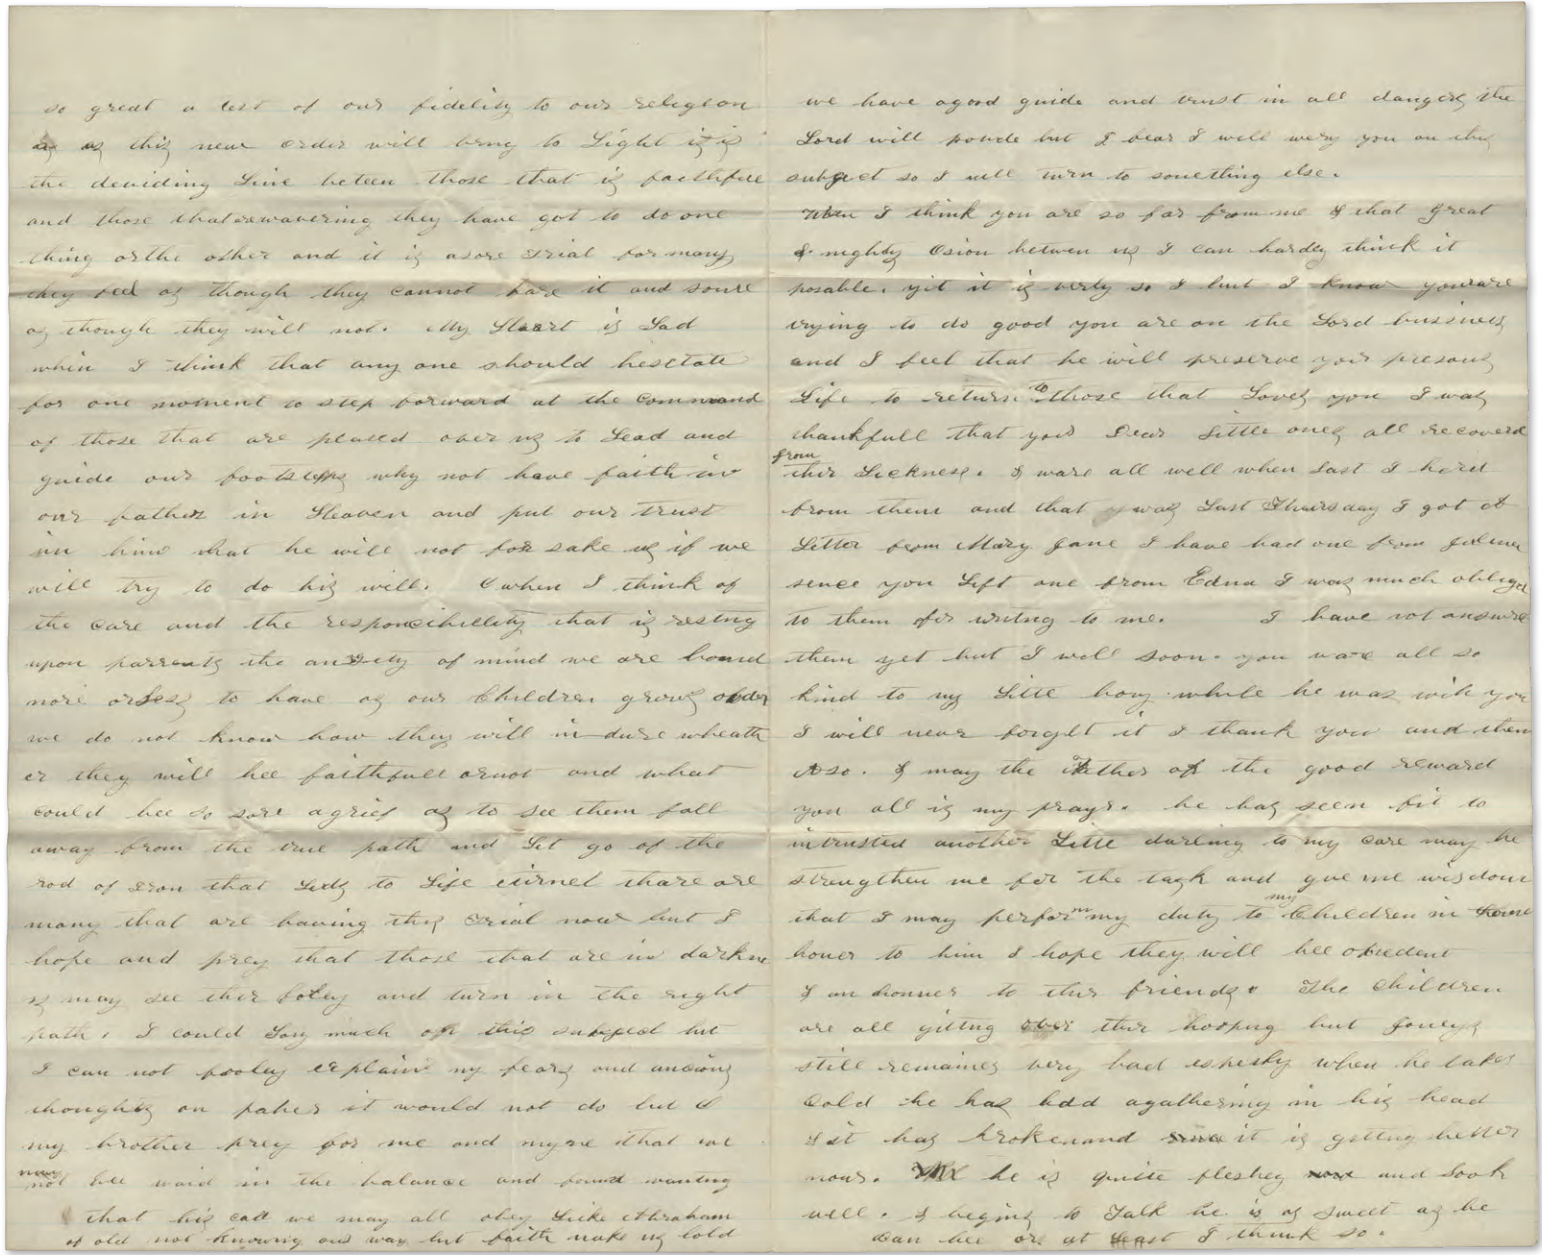 so great a test of our fidelity to our religeon
as this new order will bring to Light it is
the deviding Line beteen those that is faithfull
and those that are wavering they have got to do one
thing or the other and it is a sore trial for many
they feel as though they cannot bare it and some
as though they will not. My Heart is Sad
when I think that any one should hesetate
for one moment to step forward at the command
of those that are placed over us to Lead and
guide our footsteps why not have faith in
our father in Heaven and put our trust
in him that he will not forsake us if we
will try to do his will. O when I think of
the care and the responcibillity that is resting
upon parrents the anxiety of mind we are bound
more or less to have as our Children grows older
we do not know how they will indure wheath
er they will bee faithfull or not and what
could bee so sore a grief as to see them fall
away from the true path and Let go of the
rod of Iron that Leeds to Life eturnel thare are
many that are having this trial now but I
hope and prey that those that are in darkne
ss may see ther foley and turn in the right
path. I could Say much on this subject but
I can not fooley explain my fears and anxious
thoughts on paper it would not do but O
my brother prey for me and myne that we
may not bee waid in the balance and found wanting
that his call we may all obey Like Abraham
of old not knowing our way but faith make us bold
we have a good guide and trust in all dangers the
Lord will provide but I fear I will wery you on this
subject so I will turn to something else.
When I think you are so far from me & that great
& mighty Osion betwen us I can hardly think it
posable. yit it is verly so & but I know you are
trying to do good you are on the Lord bussiness
and I feel that he will preserve your presous
Life to return to those that Loves you I was
thankfull that your Dear Little ones all recoverd
from ther Sickness. & ware all well when Last I herd
from them and that was Last Thursday I got a
Letter from Mary Jane I have had one from
sence you Left one from Edna I was much obliged
to them for writng to me. I have not answerd
them yet but I will soon. you ware all so
kind to my Litte boy while he was with you
I will never forget it I thank you and them
Also. & may the father of the good reward
you all is my prayr. he has seen fit to
intrusted another Litte darling to my care may he
strengthen me for the task and give me wisdom
that I may perform my duty to my Children in
honer to him I hope they will bee obedent
& an honner to ther friends. The Children
are all gitting over ther hooping but
still remaines very bad espesly when he takes
Cold he has had a gathering in his head
& it has broken and it is getting better
now. he is quite fleshey and Look
well. & begins to Talk he is as Sweet as he
can bee or at Least I think so.